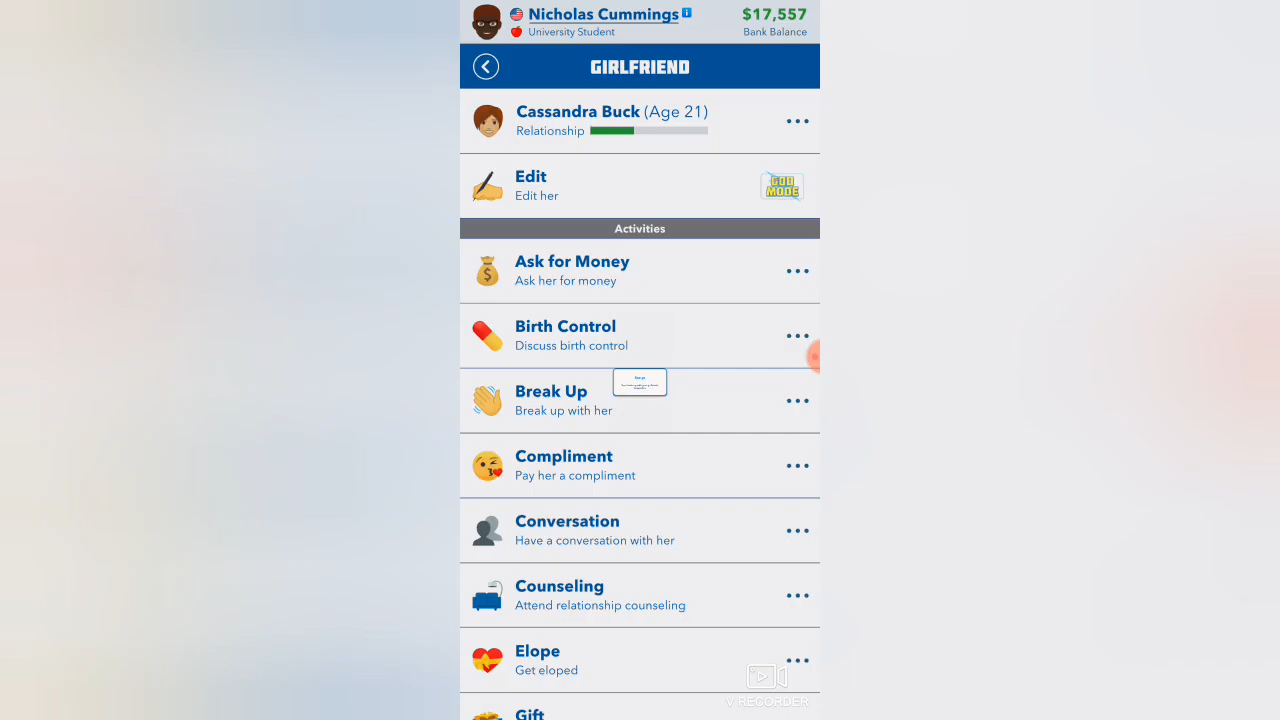 Nicholas Cummings
$17,557
University Student
Bank Balance
GIRLFRIEND
Cassandra Buck (Age 21)
Relationship
Edit
Edit her
GOD MODE
Activities
Ask for Money
Ask her for money
Birth Control
Discuss birth control
Break Up
Break up with her
Compliment
Pay her a compliment
Conversation
Have a conversation with her
Counseling
Attend relationship counseling
Elope
Get eloped
V RECORDER
Gift